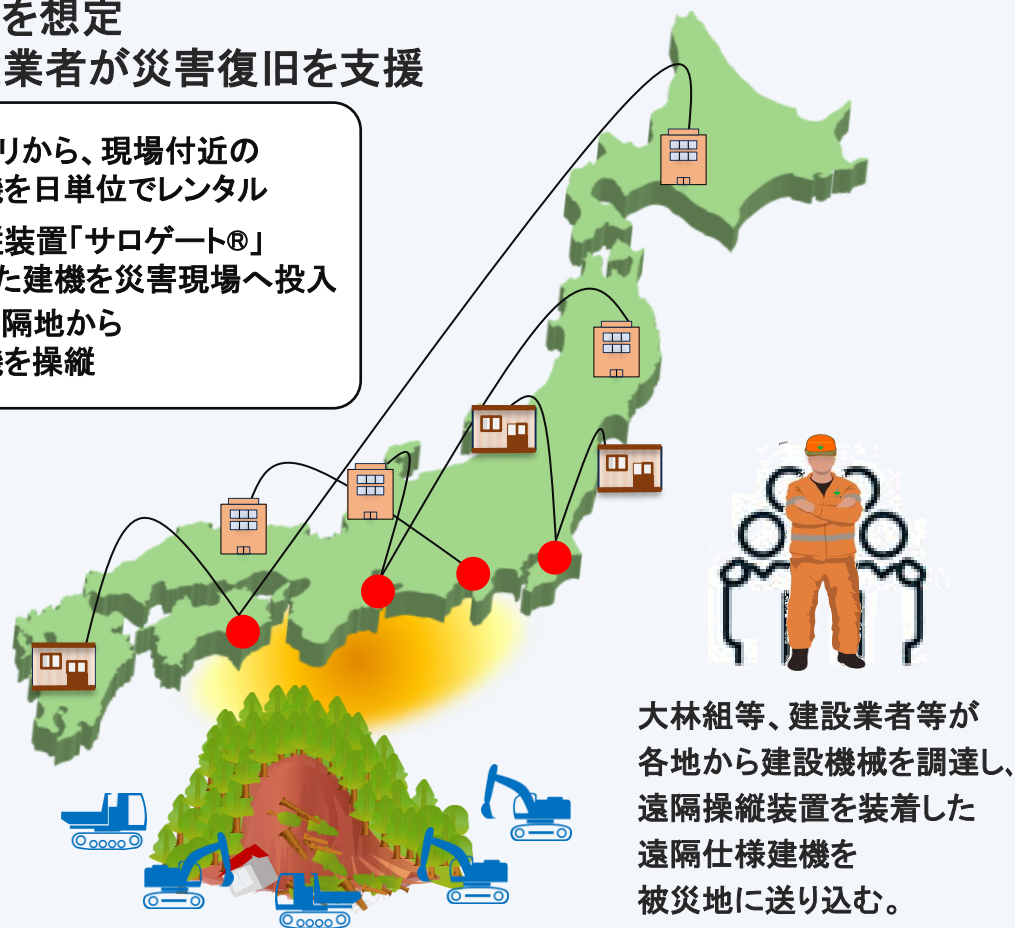 を想定
業者が災害復旧を支援
リから、現場付近の
機を日単位でレンタル
装置「サロゲート®」
た建機を災害現場へ投入
隔地から
機を操縦
大林組等、建設業者等が
各地から建設機械を調達し、
遠隔操縦装置を装着した
遠隔仕様建機を
被災地に送り込む。